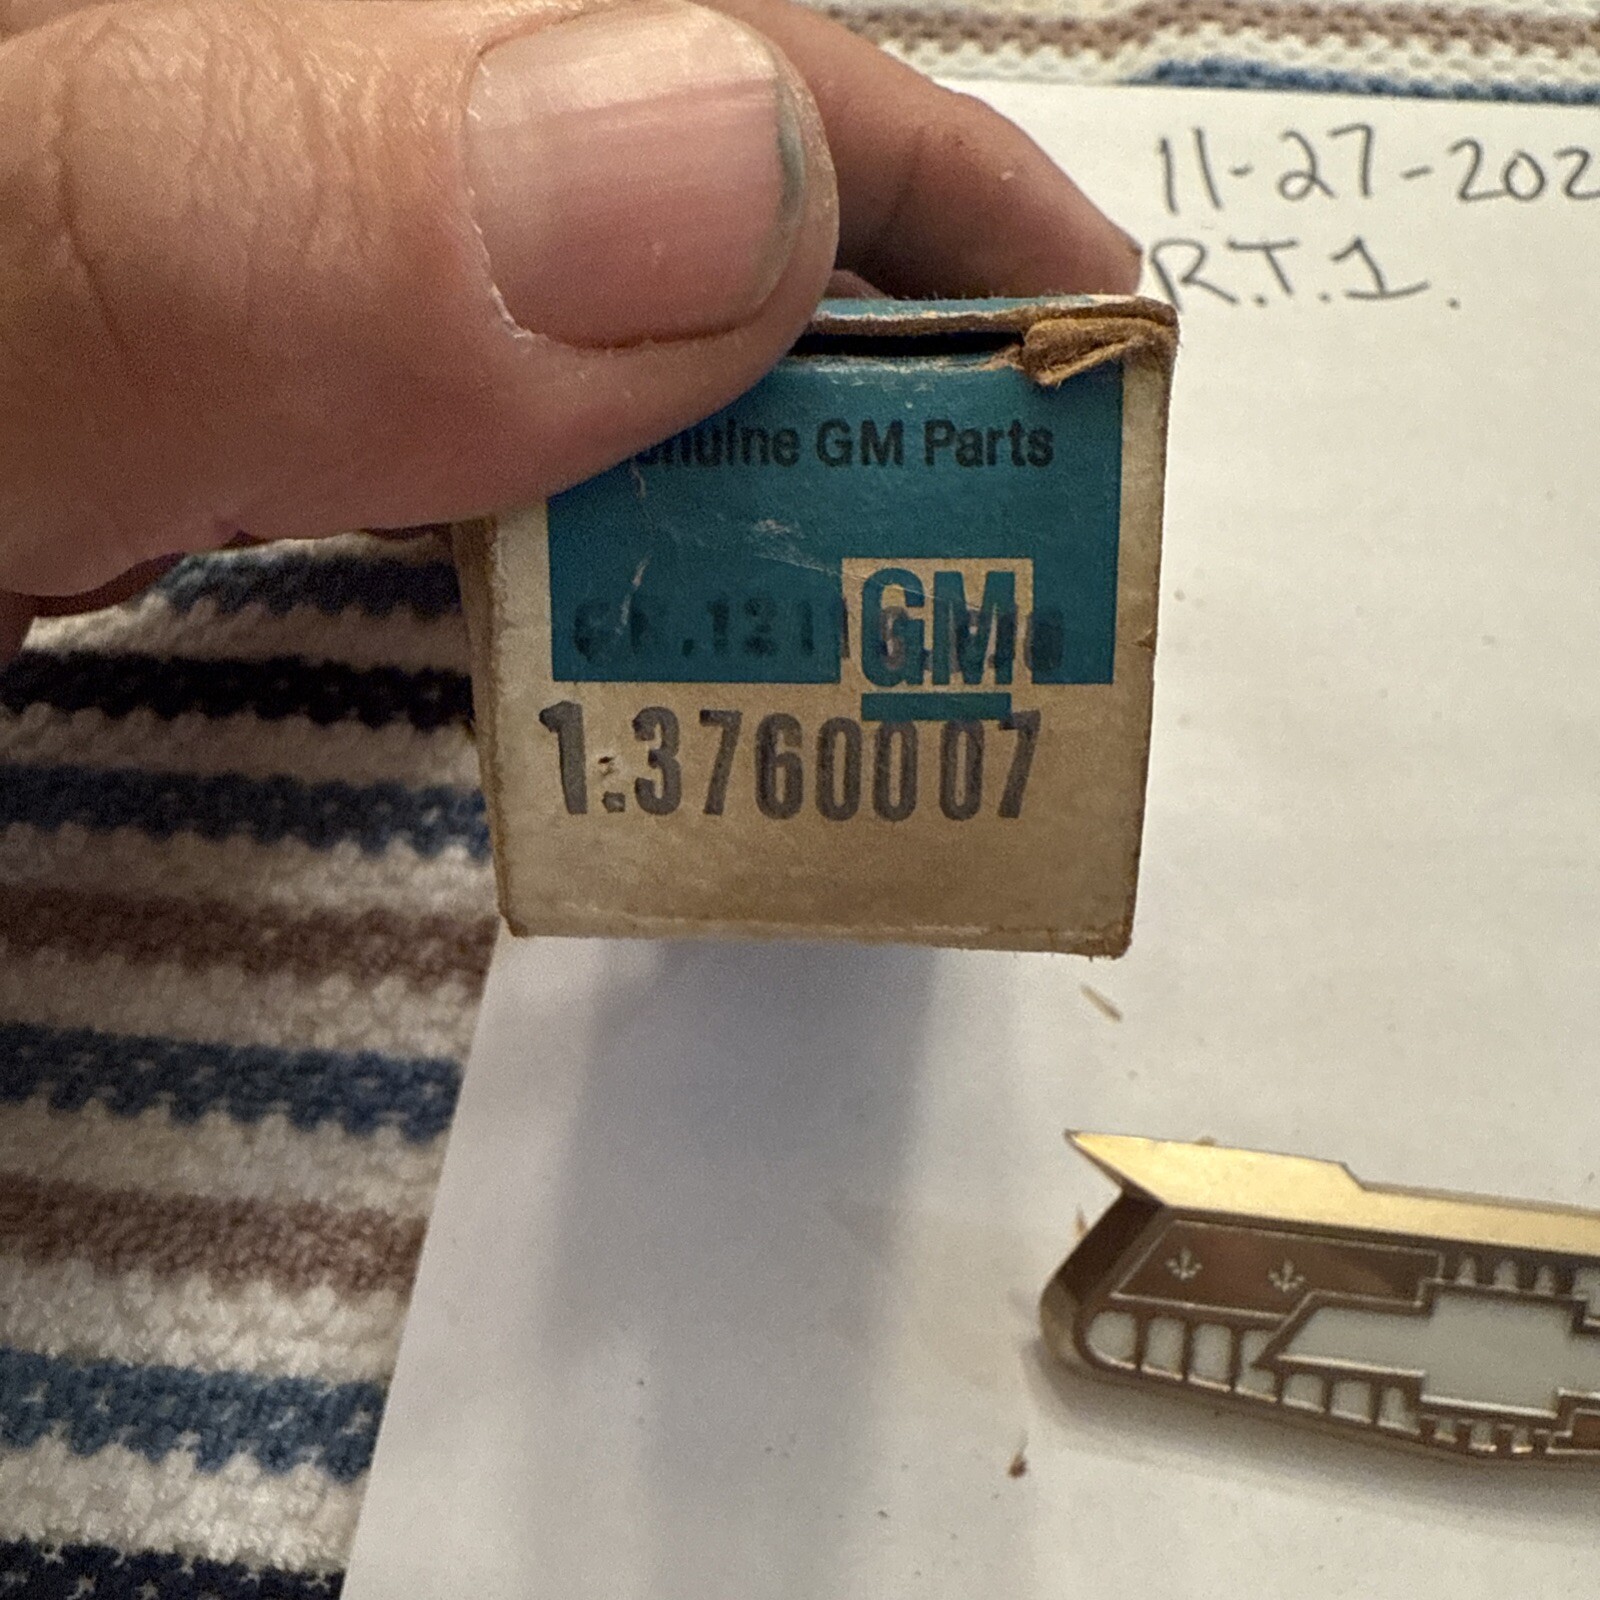 11-27-202
R.T.1.
Genuine GM Parts
GM
1:3760007